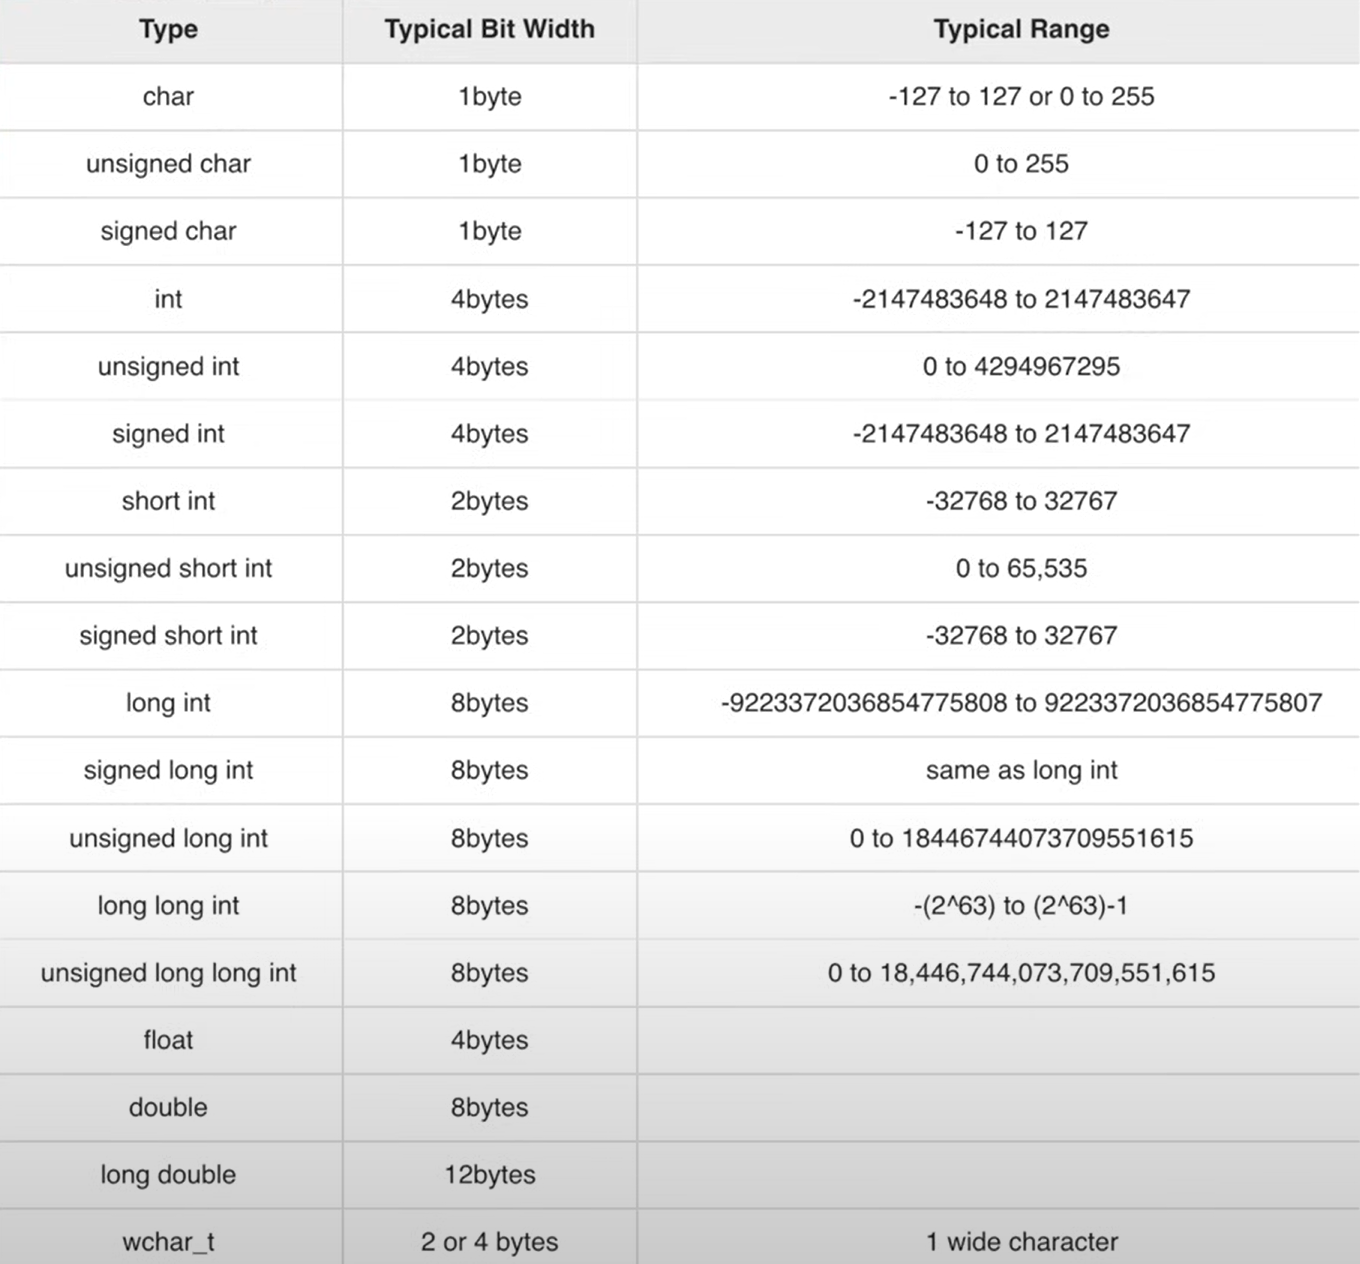 Type Typical Bit Width Typical Range
char 1byte -127 to 127 or 0 to 255
unsigned char 1byte 0 to 255
signed char 1byte -127 to 127
int 4bytes -2147483648 to 2147483647
unsigned int 4bytes 0 to 4294967295
signed int 4bytes -2147483648 to 2147483647
short int 2bytes -32768 to 32767
unsigned short int 2bytes 0 to 65,535
signed short int 2bytes -32768 to 32767
long int 8bytes -9223372036854775808 to 9223372036854775807
signed long int 8bytes same as long int
unsigned long int 8bytes 0 to 18446744073709551615
long long int 8bytes -(2^63) to (2^63)-1
unsigned long long int 8bytes 0 to 18,446,744,073,709,551,615
float 4bytes
double 8bytes
long double 12bytes
wchar_t 2 or 4 bytes 1 wide character